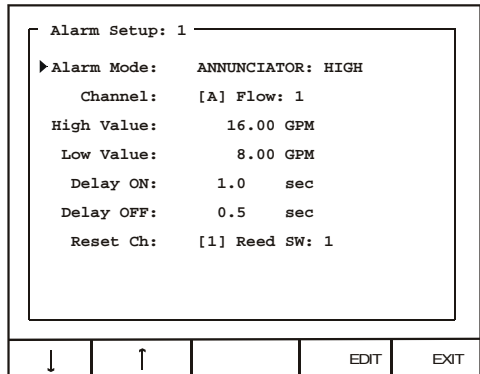 Alarm Setup: 1
Alarm Mode: ANNUNCIATOR: HIGH
Channel: [A] Flow: 1
High Value: 16.00 GPM
Low Value: 8.00 GPM
Delay ON: 1.0 sec
Delay OFF: 0.5 sec
Reset Ch: [1] Reed SW: 1
↓ ↑ EDIT EXIT